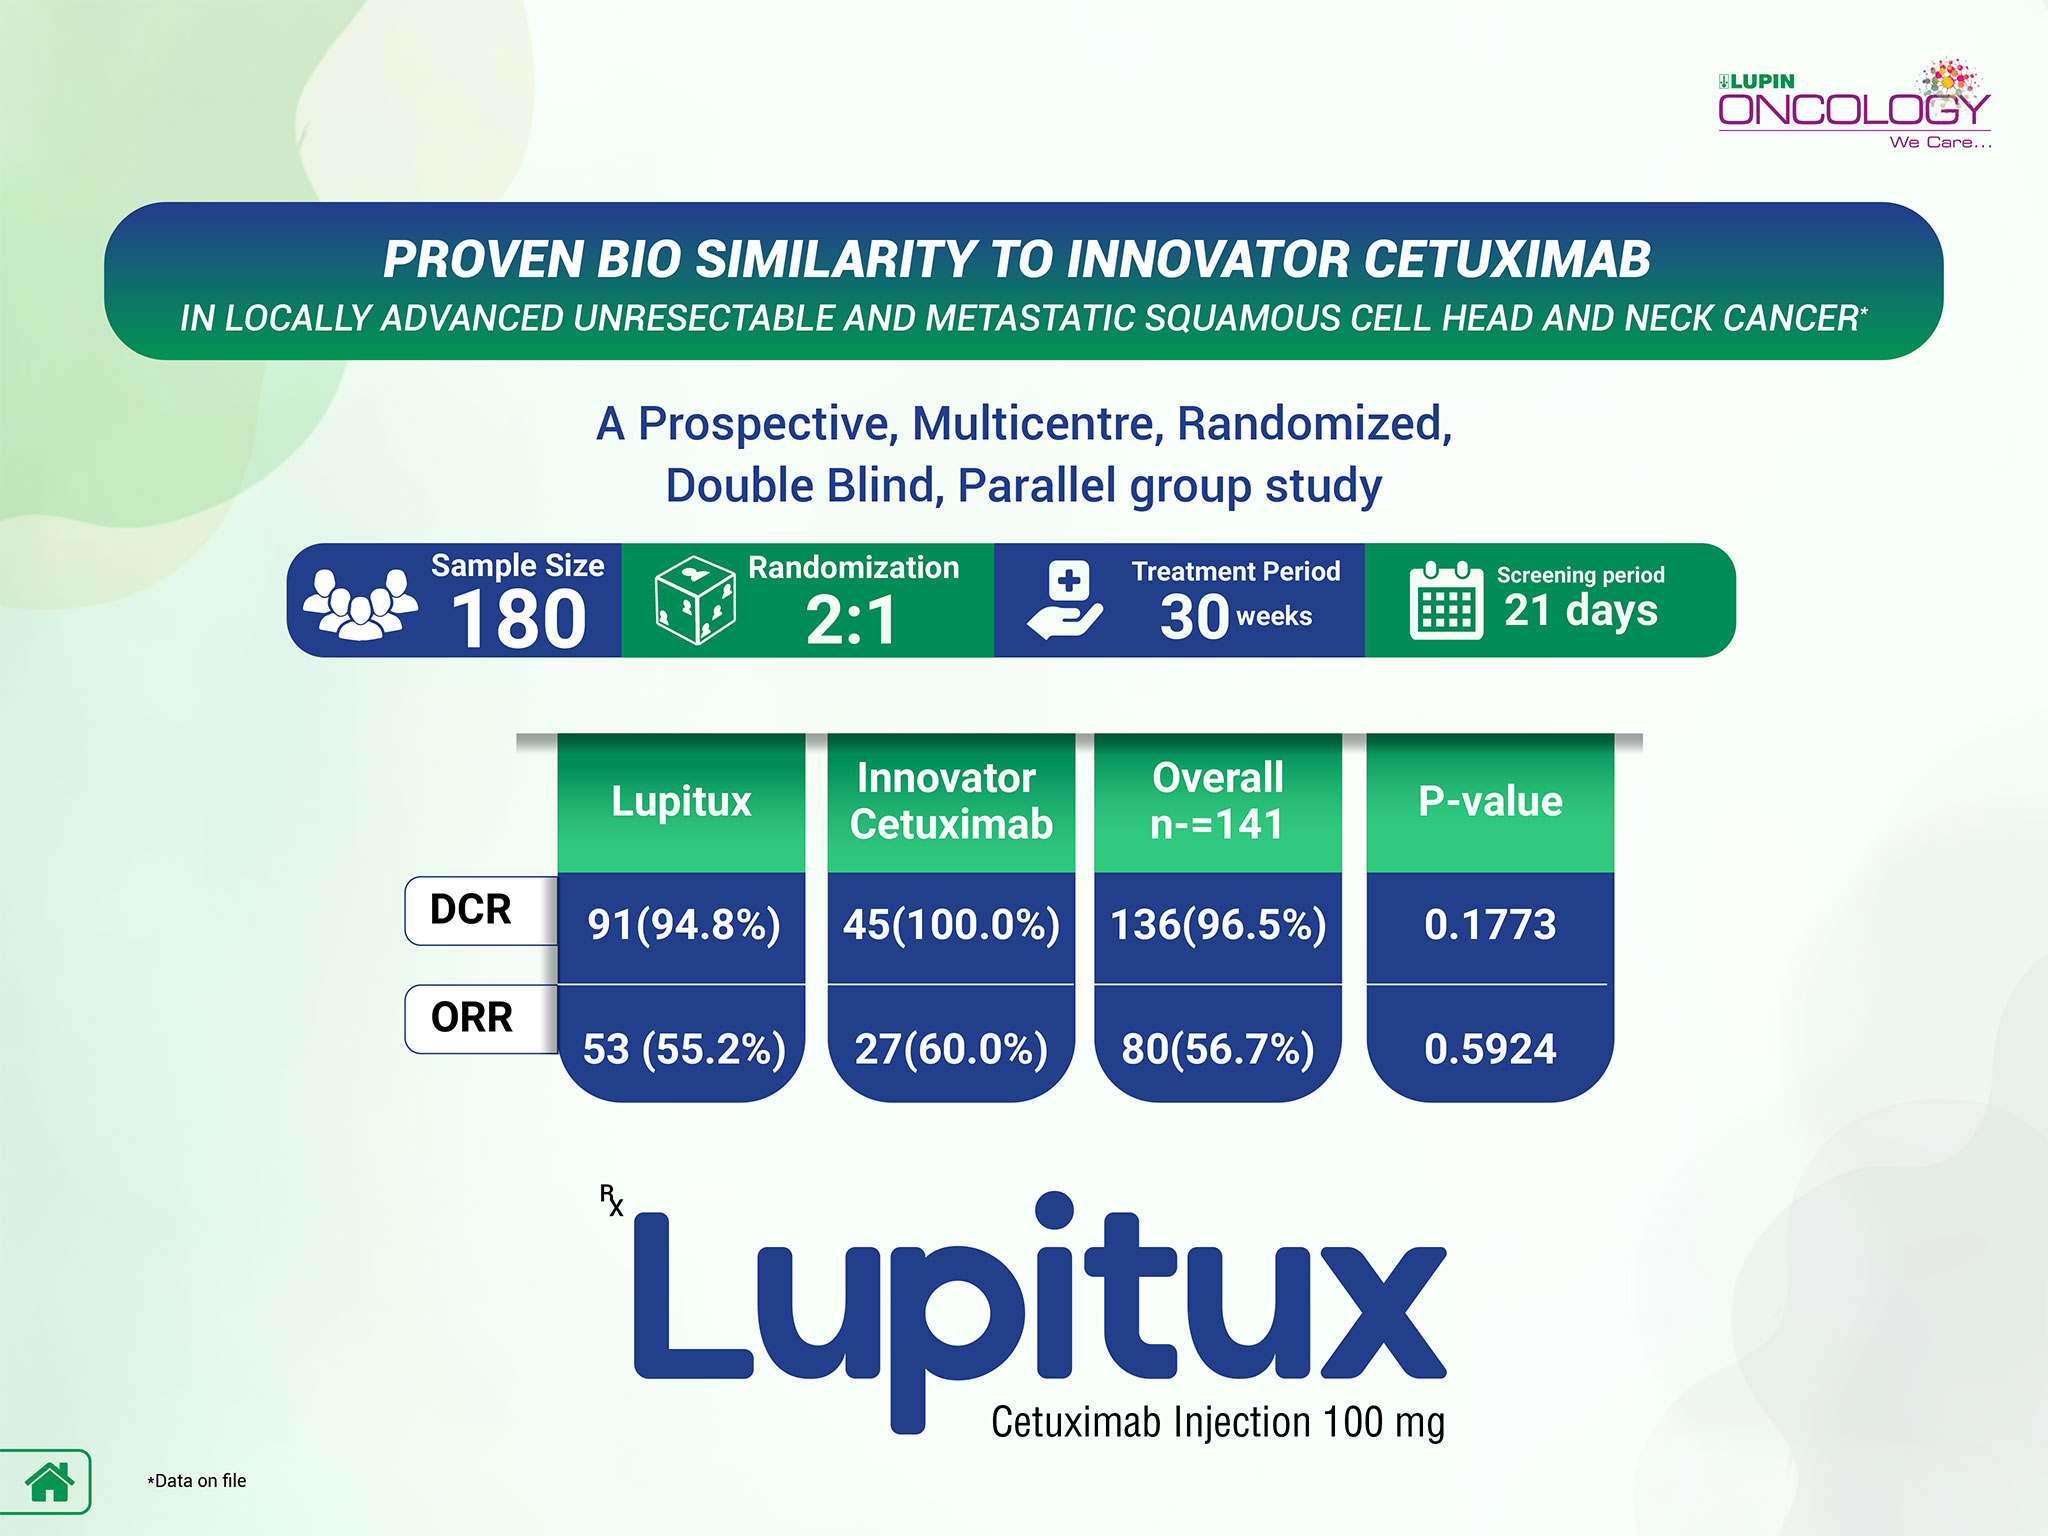 LUPIN
ONCOLOGY
We Care...
PROVEN BIO SIMILARITY TO INNOVATOR CETUXIMAB
IN LOCALLY ADVANCED UNRESECTABLE AND METASTATIC SQUAMOUS CELL HEAD AND NECK CANCER*
A Prospective, Multicentre, Randomized,
Double Blind, Parallel group study
Sample Size
180
Randomization
2:1
Treatment Period
30 weeks
Screening period
21 days
Lupitux
Innovator
Cetuximab
Overall
n-=141
P-value
DCR
91(94.8%)
45(100.0%)
136(96.5%)
0.1773
ORR
53 (55.2%)
27(60.0%)
80(56.7%)
0.5924
RX
Lupitux
Cetuximab Injection 100 mg
*Data on file